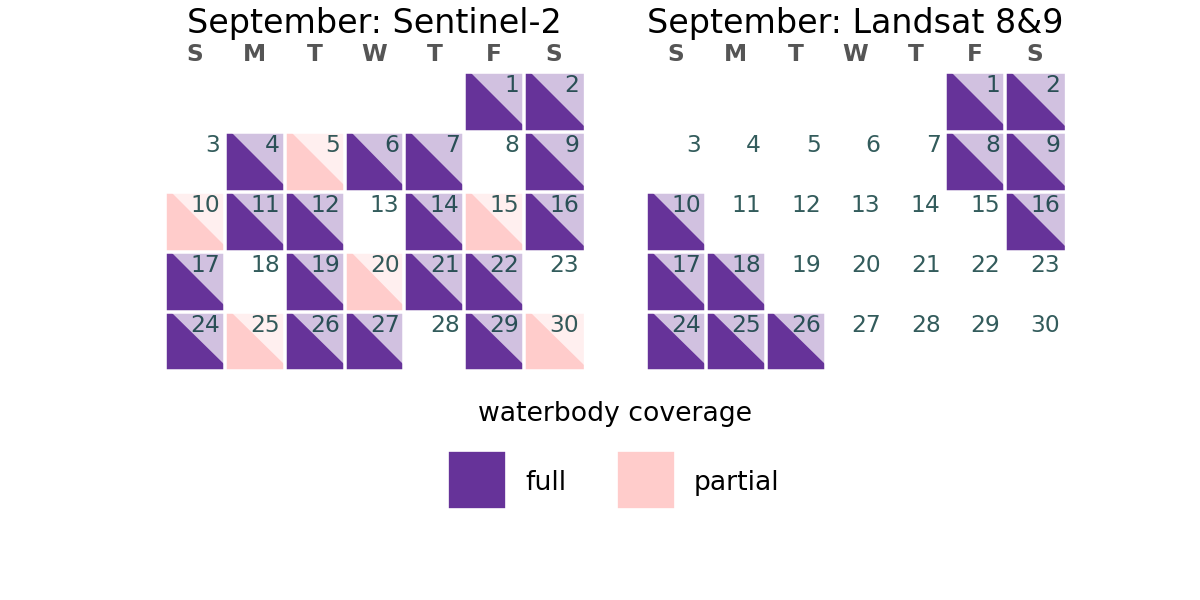 September: Sentinel-2
S M T W T F S
1 2
3 4 5 6 7 8 9
10 11 12 13 14 15 16
17 18 19 20 21 22 23
24 25 26 27 28 29 30
September: Landsat 8&9
S M T W T F S
1 2
3 4 5 6 7 8 9
10 11 12 13 14 15 16
17 18 19 20 21 22 23
24 25 26 27 28 29 30
waterbody coverage
full partial